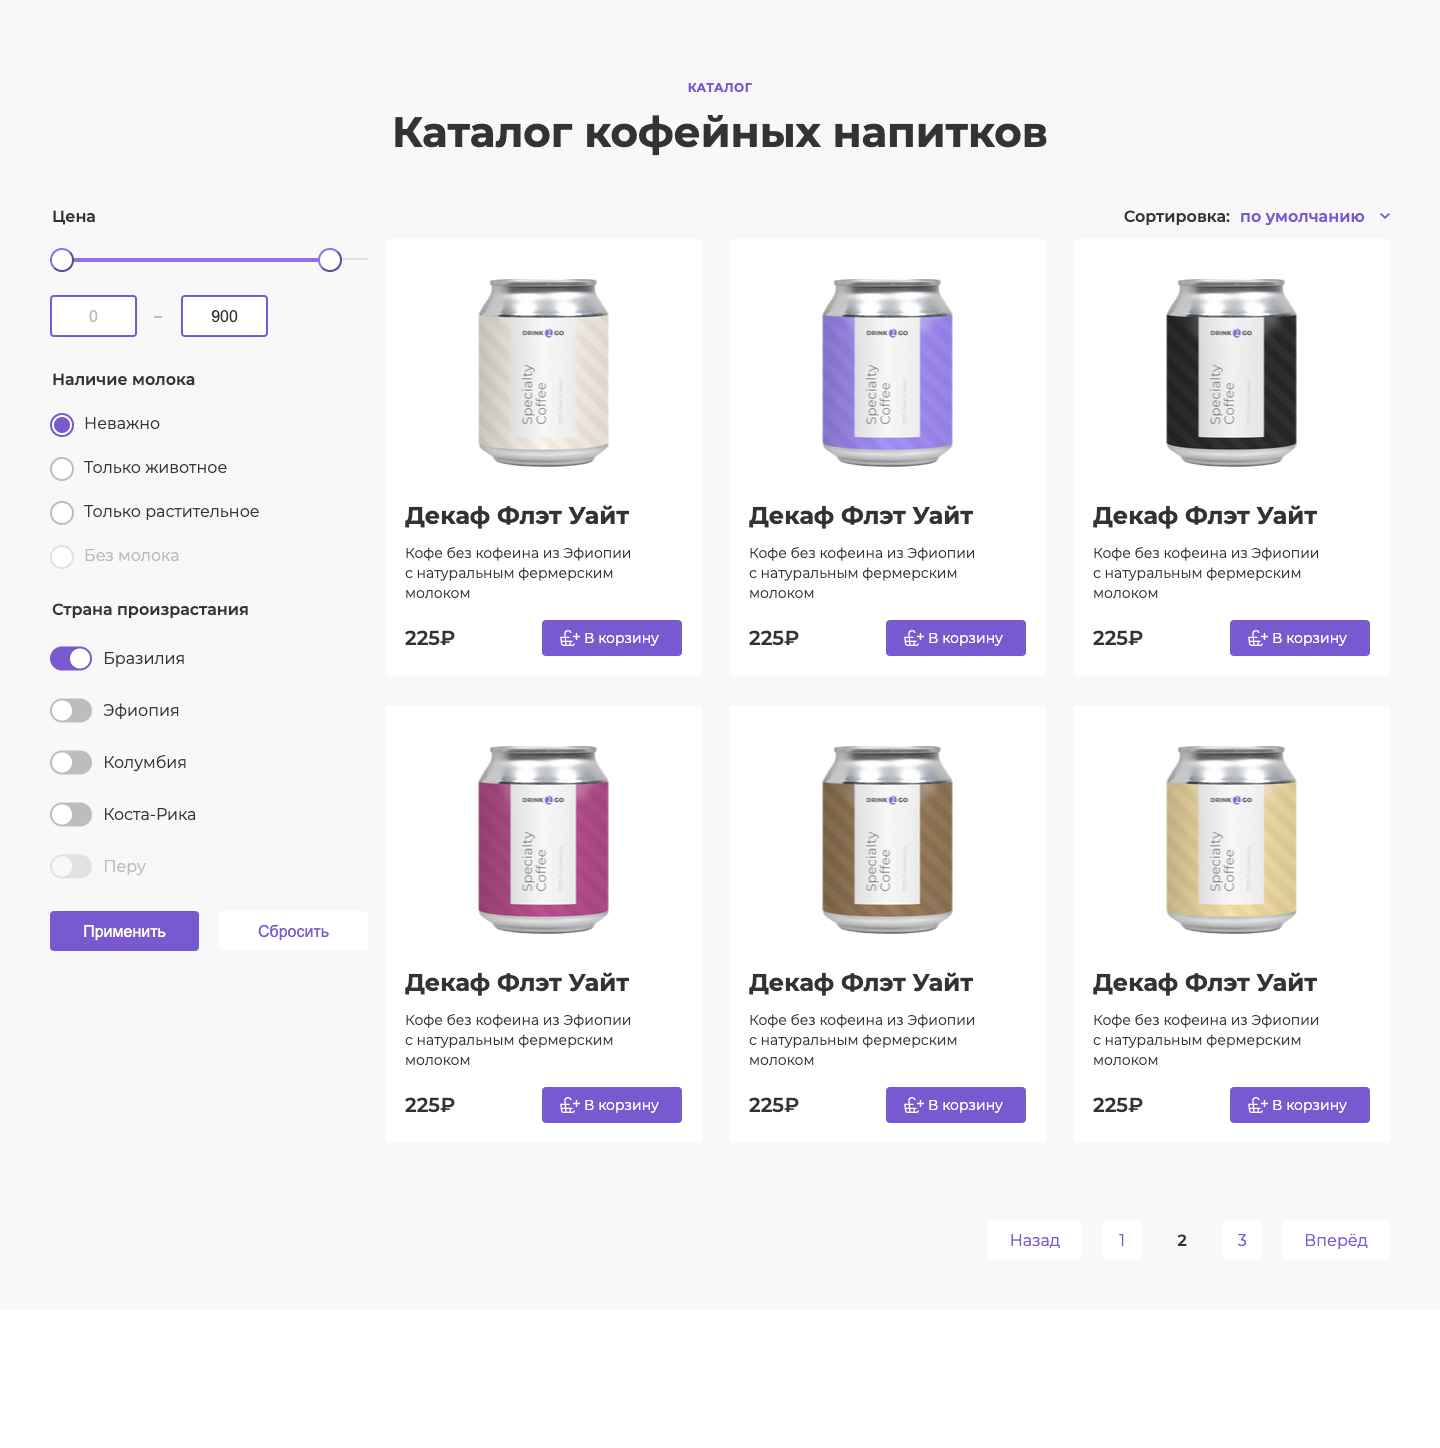 КАТАЛОГ
Каталог кофейных напитков
Цена
0 – 900
Наличие молока
Неважно
Только животное
Только растительное
Без молока
Страна произрастания
Бразилия
Эфиопия
Колумбия
Коста-Рика
Перу
Применить Сбросить
Сортировка: по умолчанию
DRINK 2 GO
Specialty
Coffee
DRINK 2 GO
Specialty
Coffee
DRINK 2 GO
Specialty
Coffee
Декаф Флэт Уайт
Кофе без кофеина из Эфиопии
с натуральным фермерским
молоком
225₽ В корзину
Декаф Флэт Уайт
Кофе без кофеина из Эфиопии
с натуральным фермерским
молоком
225₽ В корзину
Декаф Флэт Уайт
Кофе без кофеина из Эфиопии
с натуральным фермерским
молоком
225₽ В корзину
DRINK 2 GO
Specialty
Coffee
DRINK 2 GO
Specialty
Coffee
DRINK 2 GO
Specialty
Coffee
Декаф Флэт Уайт
Кофе без кофеина из Эфиопии
с натуральным фермерским
молоком
225₽ В корзину
Декаф Флэт Уайт
Кофе без кофеина из Эфиопии
с натуральным фермерским
молоком
225₽ В корзину
Декаф Флэт Уайт
Кофе без кофеина из Эфиопии
с натуральным фермерским
молоком
225₽ В корзину
Назад 1 2 3 Вперёд